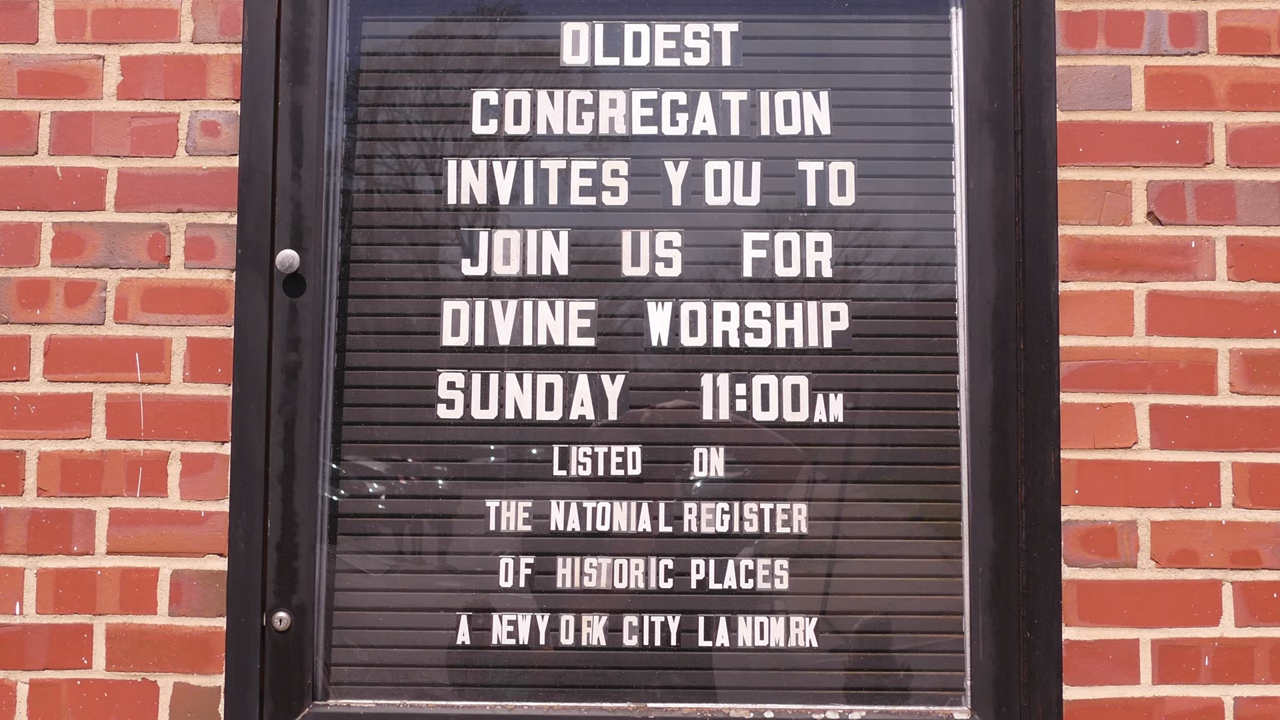 OLDEST
CONGREGATION
INVITES YOU TO
JOIN US FOR
DIVINE WORSHIP
SUNDAY 11:00AM
LISTED ON
THE NATONIAL REGISTER
OF HISTORIC PLACES
A NEW YORK CITY LANDMRK